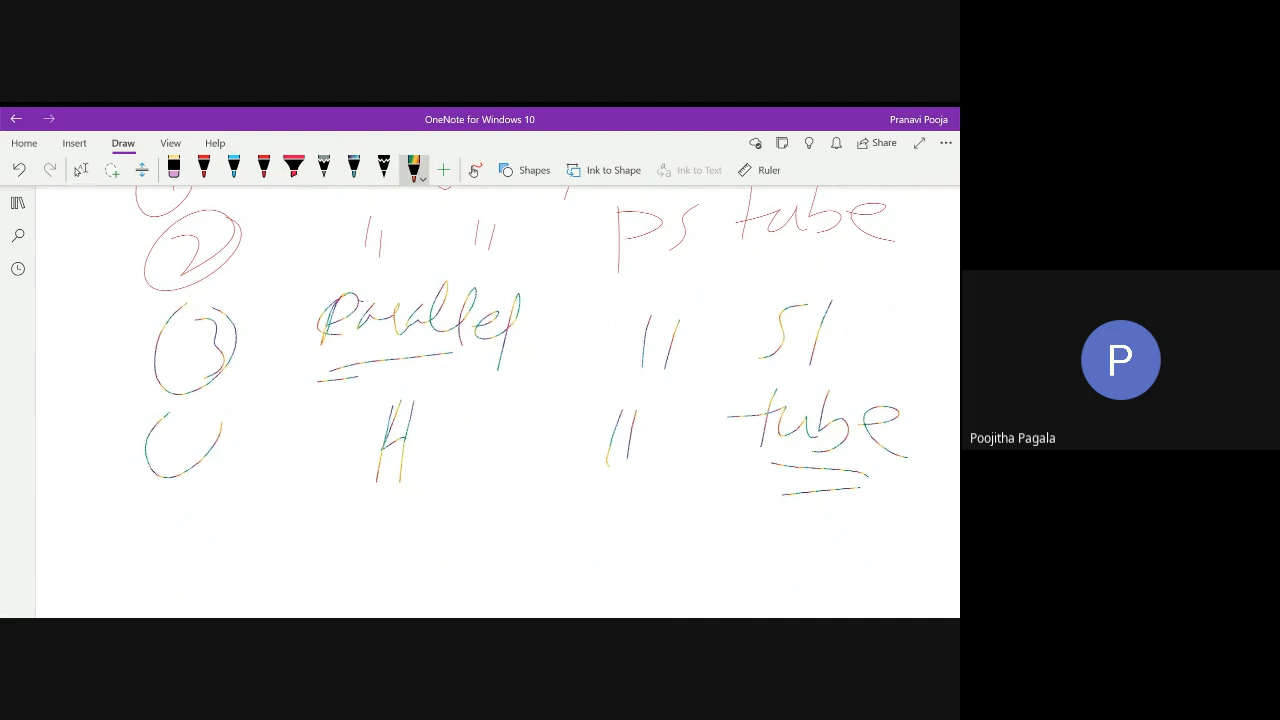 OneNote for Windows 10
Pranavi Pooja
Home Insert Draw View Help
Share
Shapes Ink to Shape Ink to Text Ruler
② " " ps tube
③ Parallel " s/
" " tube
P
Poojitha Pagala